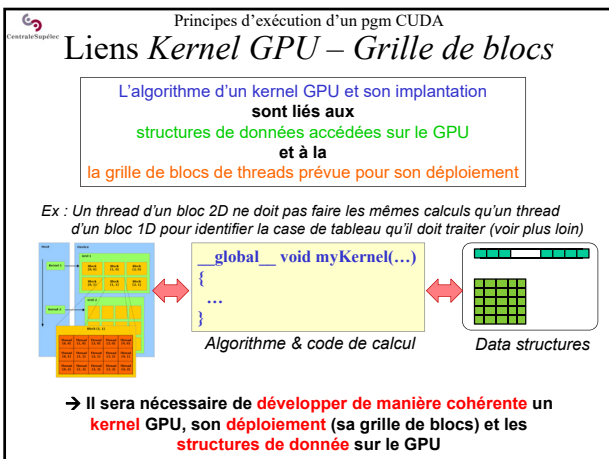 CentraleSupélec
Principes d'exécution d'un pgm CUDA
Liens Kernel GPU – Grille de blocs
L'algorithme d'un kernel GPU et son implantation
sont liés aux
structures de données accédées sur le GPU
et à la
la grille de blocs de threads prévue pour son déploiement
Ex : Un thread d'un bloc 2D ne doit pas faire les mêmes calculs qu'un thread
d'un bloc 1D pour identifier la case de tableau qu'il doit traiter (voir plus loin)
__global__ void myKernel(…)
{
…
}
Algorithme & code de calcul
Data structures
→ Il sera nécessaire de développer de manière cohérente un
kernel GPU, son déploiement (sa grille de blocs) et les
structures de donnée sur le GPU